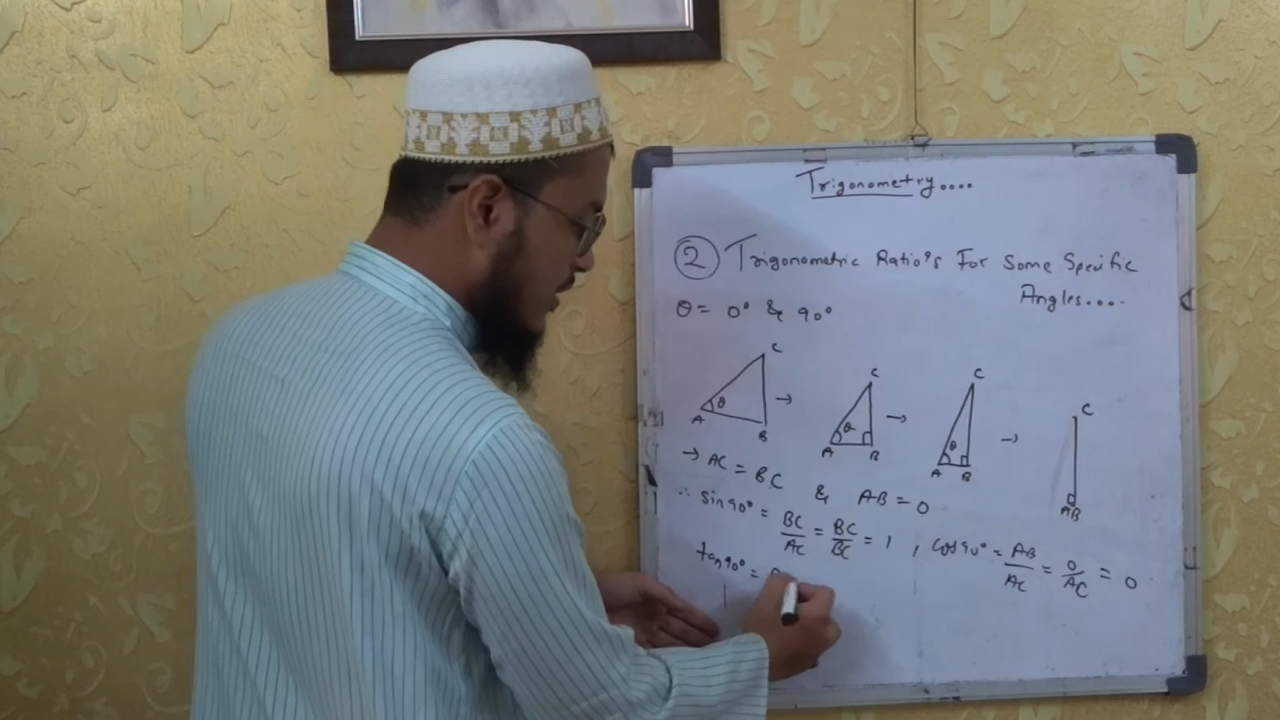 Trigonometry....
② Trigonometric Ratio's For Some Specific
Angles....
θ = 0° & 90°
C
A θ B
→
C
A θ B
→
C
A θ B
→
C
AB
→ AC = BC & AB = 0
∴ sin 90° = BC/AC = BC/BC = 1 , cos 90° = AB/AC = 0/AC = 0
tan 90° =